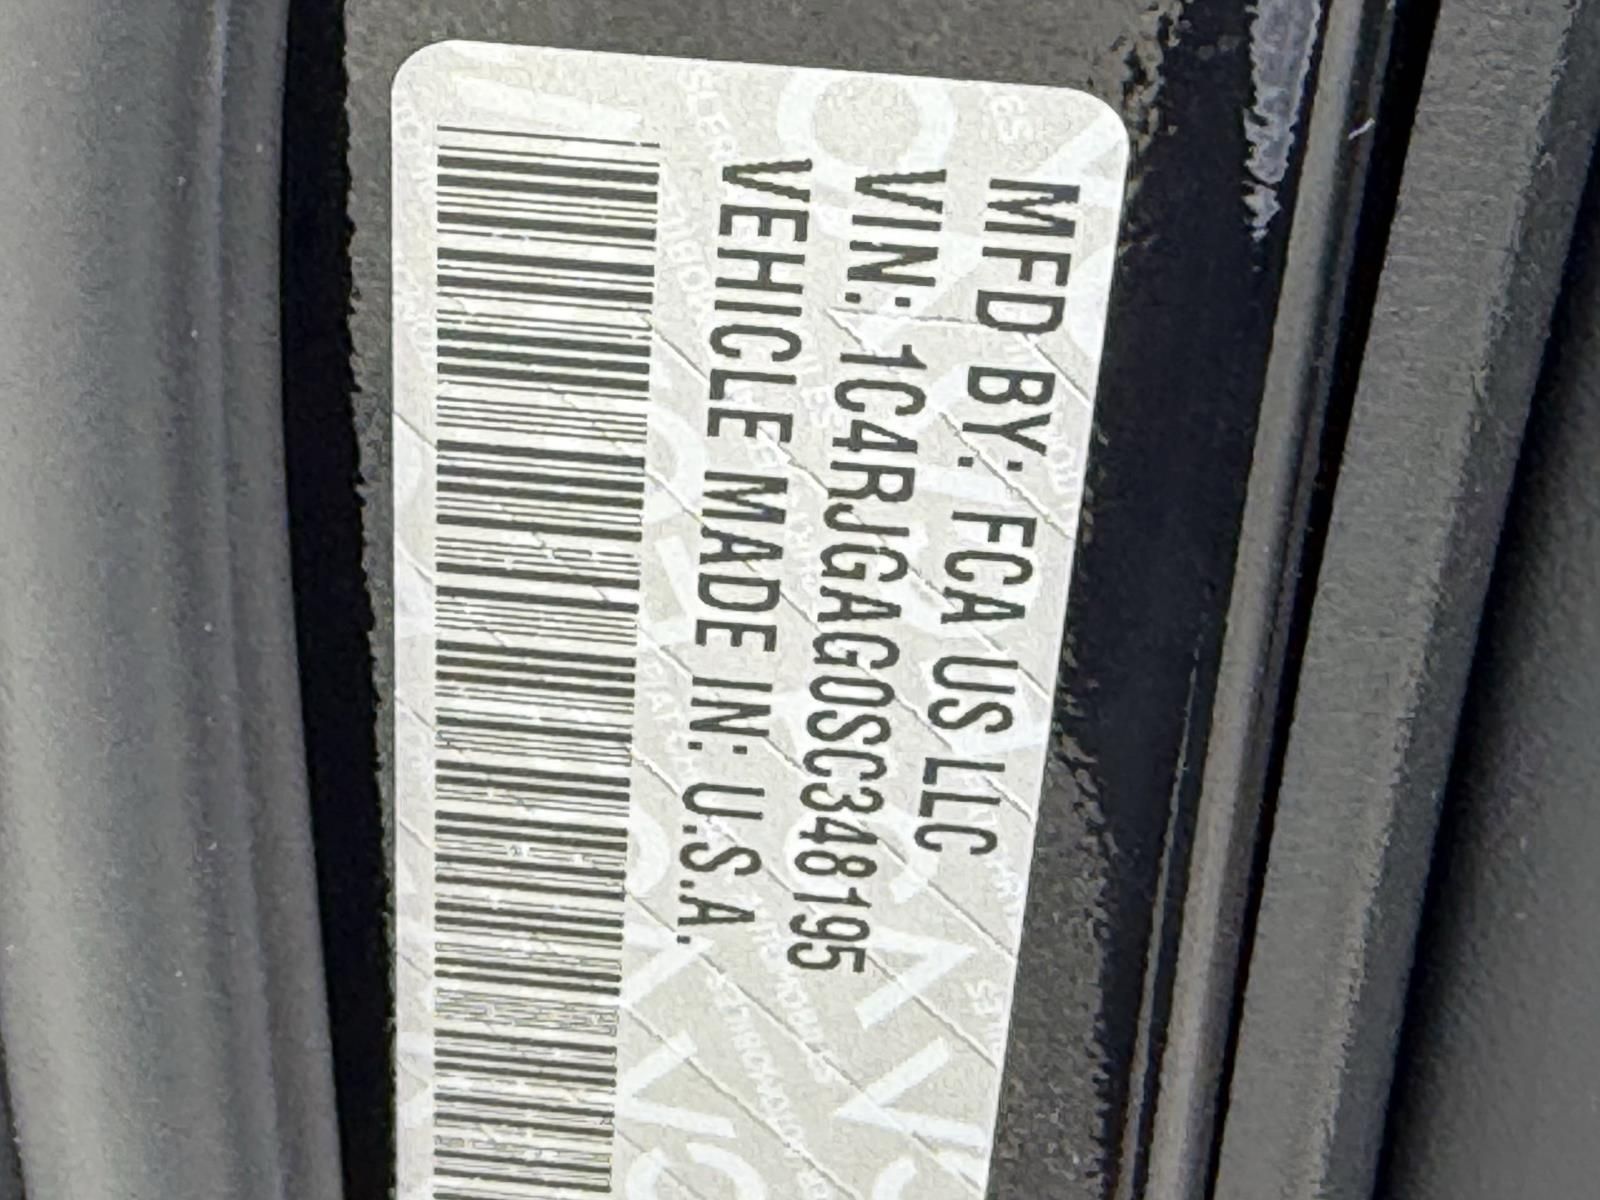 MFD BY: FCA US LLC
VIN: 1C4RJGAG0SC348195
VEHICLE MADE IN: U.S.A.